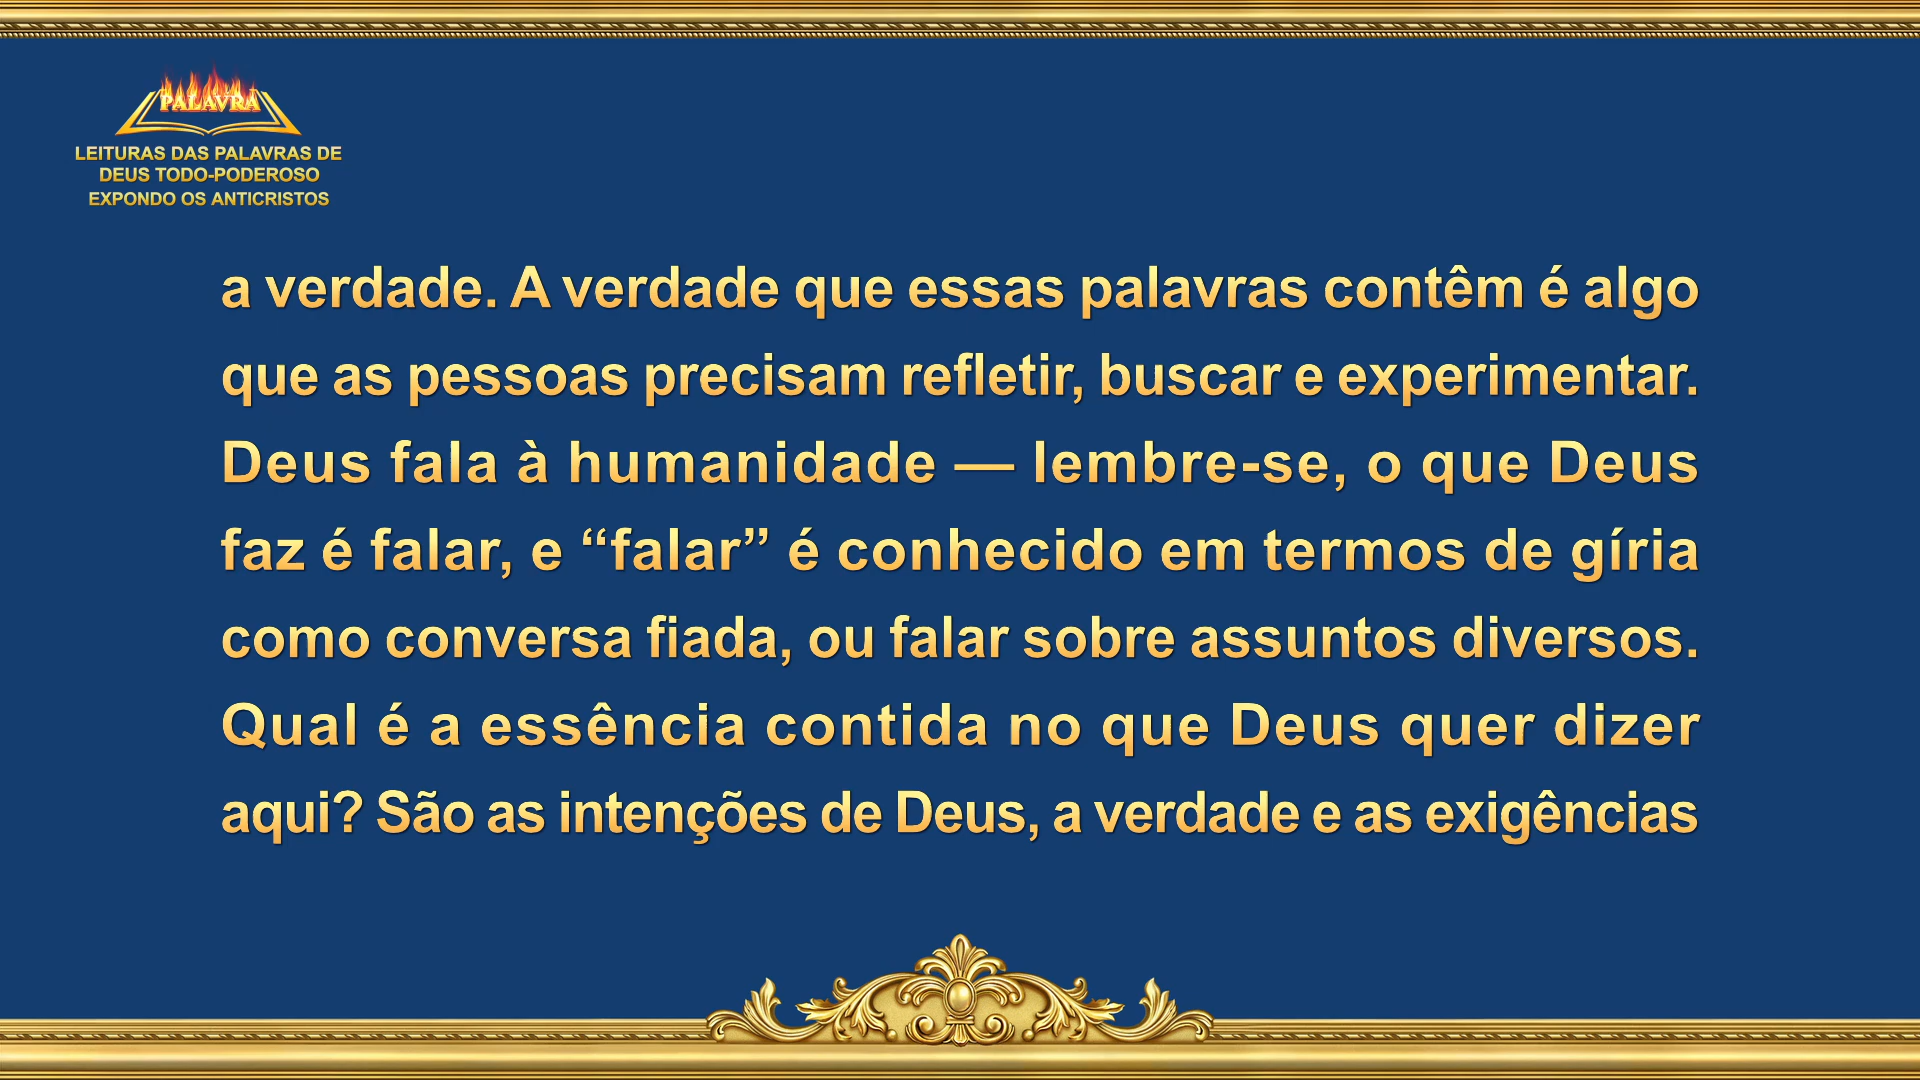 PALAVRA
LEITURAS DAS PALAVRAS DE
DEUS TODO-PODEROSO
EXPONDO OS ANTICRISTOS
a verdade. A verdade que essas palavras contêm é algo
que as pessoas precisam refletir, buscar e experimentar.
Deus fala à humanidade — lembre-se, o que Deus
faz é falar, e “falar” é conhecido em termos de gíria
como conversa fiada, ou falar sobre assuntos diversos.
Qual é a essência contida no que Deus quer dizer
aqui? São as intenções de Deus, a verdade e as exigências